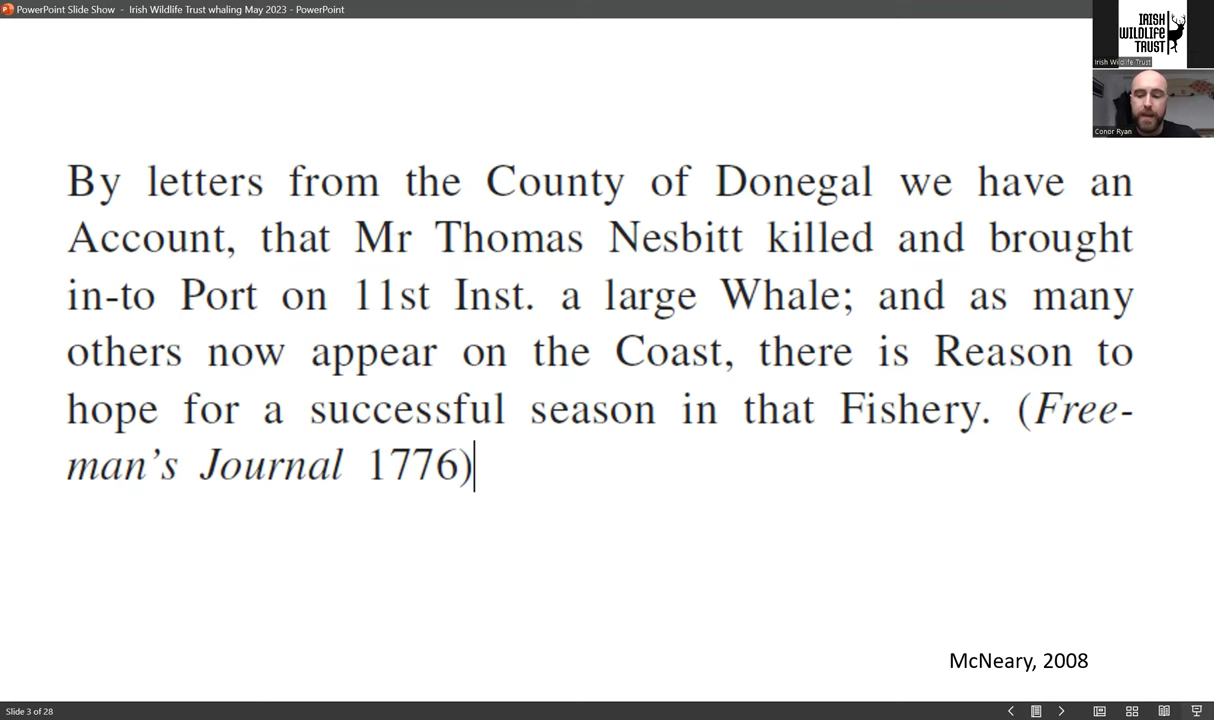 PowerPoint Slide Show - Irish Wildlife Trust whaling May 2023 - PowerPoint
IRISH
WILDLIFE
TRUST
Irish Wildlife Trust
Conor Ryan
By letters from the County of Donegal we have an
Account, that Mr Thomas Nesbitt killed and brought
in-to Port on 11st Inst. a large Whale; and as many
others now appear on the Coast, there is Reason to
hope for a successful season in that Fishery. (Free-
man's Journal 1776)
McNeary, 2008
Slide 3 of 28